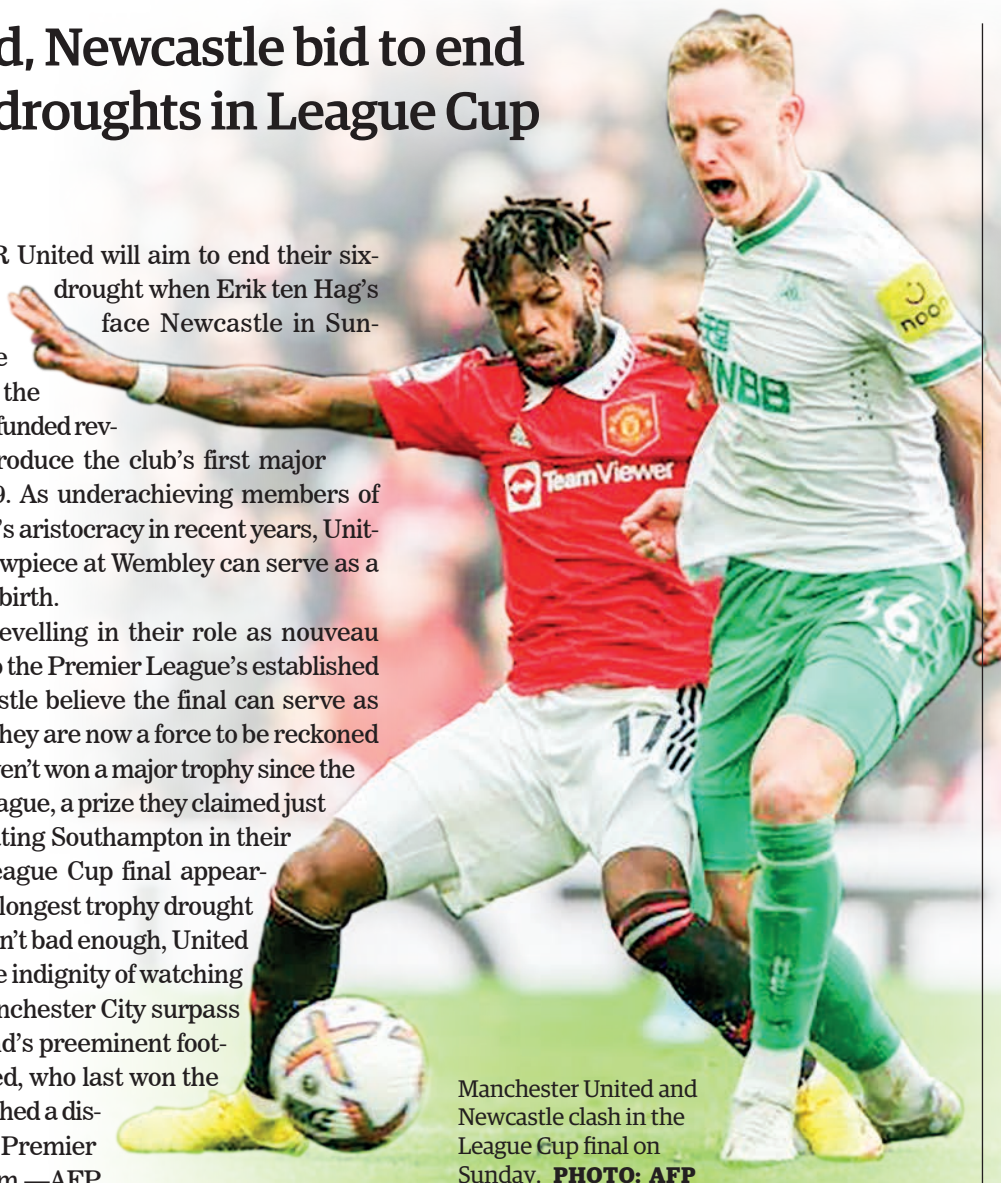 d, Newcastle bid to end
droughts in League Cup
R United will aim to end their six-
drought when Erik ten Hag’s
face Newcastle in Sun-
e
the
funded rev-
roduce the club’s first major
9. As underachieving members of
’s aristocracy in recent years, Unit-
wpiece at Wembley can serve as a
birth.
evelling in their role as nouveau
o the Premier League’s established
stle believe the final can serve as
hey are now a force to be reckoned
ven’t won a major trophy since the
ague, a prize they claimed just
ating Southampton in their
eague Cup final appear-
longest trophy drought
n’t bad enough, United
e indignity of watching
nchester City surpass
d’s preeminent foot-
ed, who last won the
hed a dis-
Premier
m —AFP
noon
N88
TeamViewer
36
17
Manchester United and
Newcastle clash in the
League Cup final on
Sunday. PHOTO: AFP